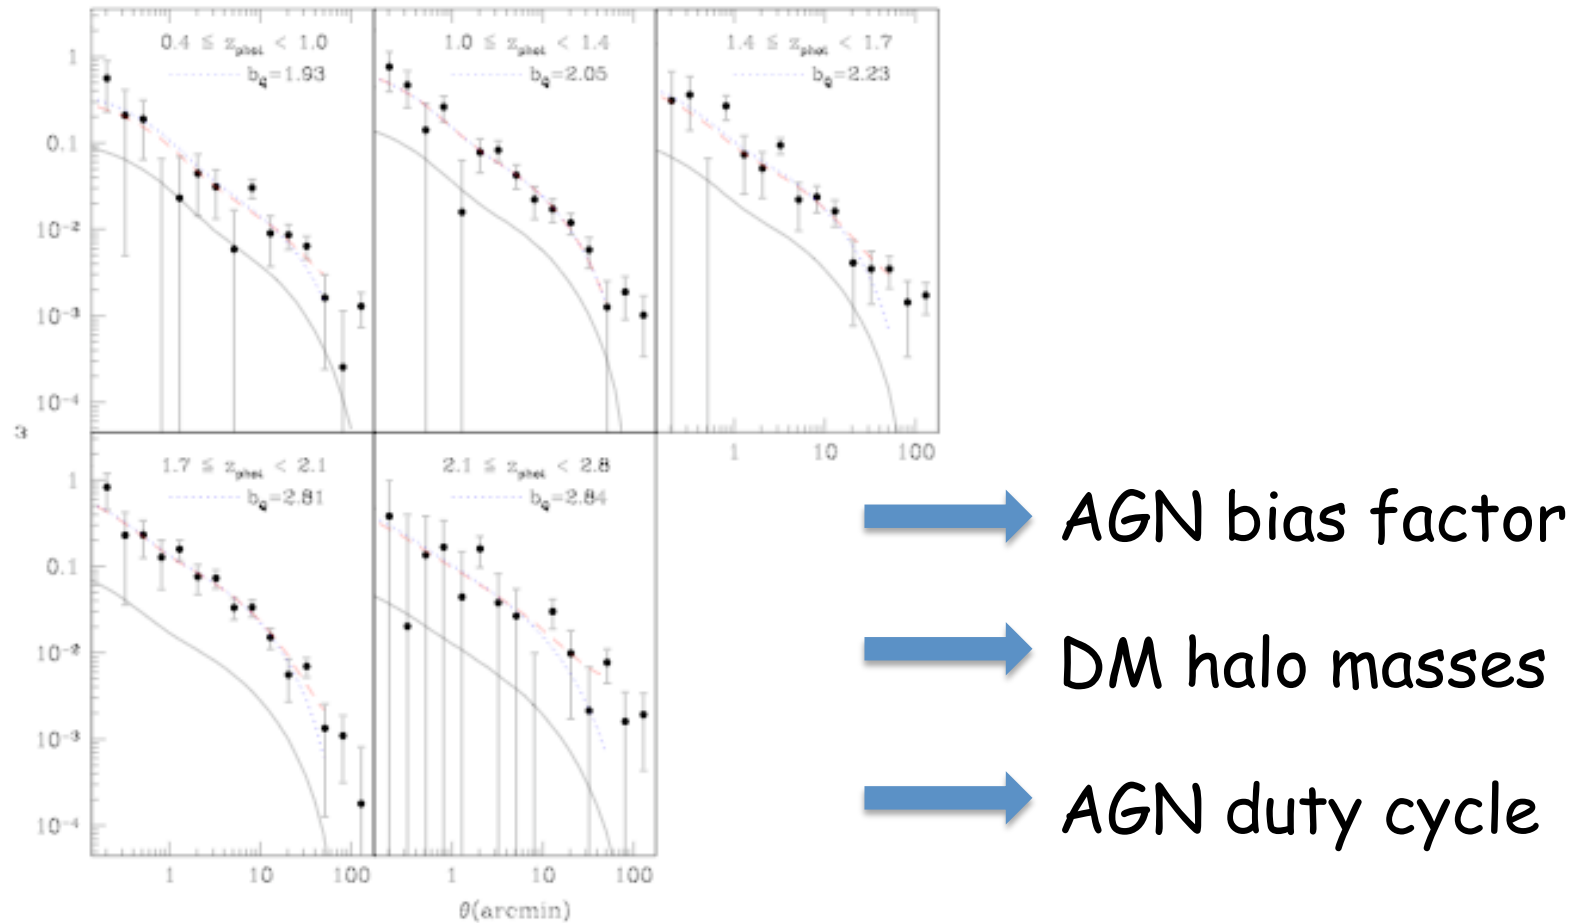 0.4 ≤ z_phot < 1.0
b_Q=1.93
1.0 ≤ z_phot < 1.4
b_Q=2.05
1.4 ≤ z_phot < 1.7
b_Q=2.23
1
0.1
10⁻²
10⁻³
10⁻⁴
1 10 100
ω
1.7 ≤ z_phot < 2.1
b_Q=2.81
2.1 ≤ z_phot < 2.8
b_Q=2.84
1
0.1
10⁻²
10⁻³
10⁻⁴
1 10 100
1 10 100
θ(arcmin)
AGN bias factor
DM halo masses
AGN duty cycle